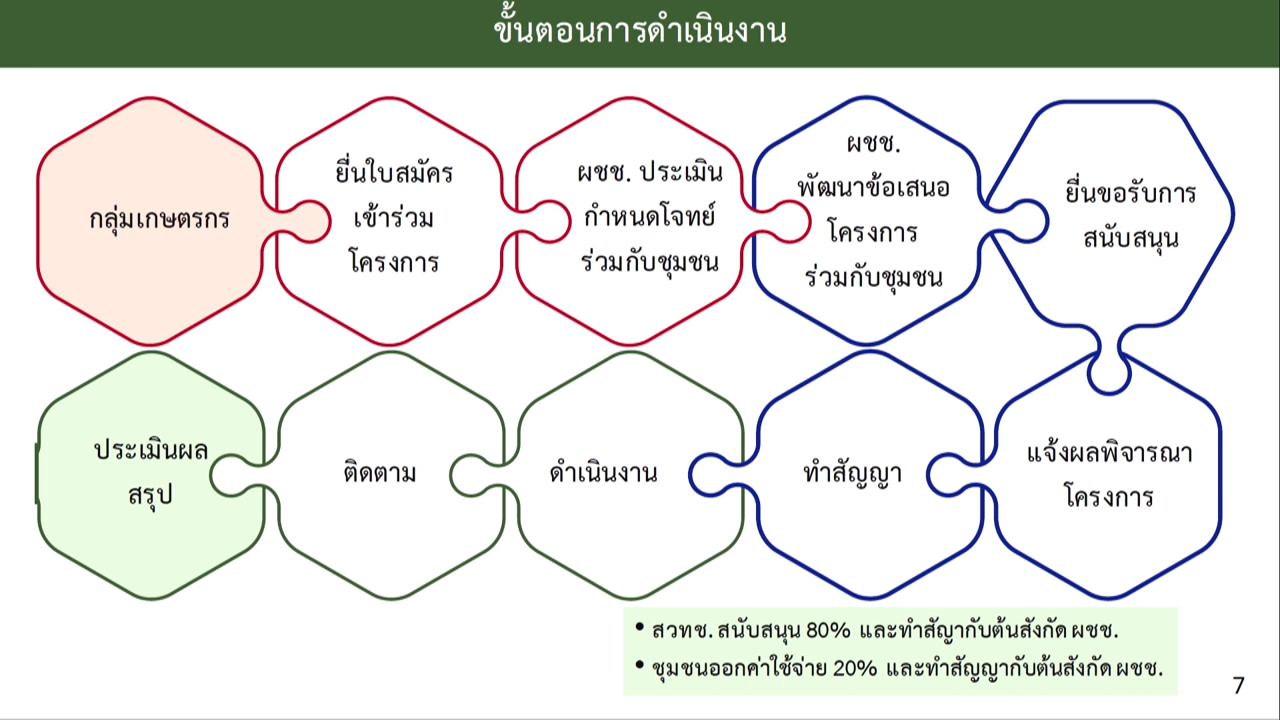 ขั้นตอนการดำเนินงาน
กลุ่มเกษตรกร
ยื่นใบสมัคร
เข้าร่วม
โครงการ
ผชช. ประเมิน
กำหนดโจทย์
ร่วมกับชุมชน
ผชช.
พัฒนาข้อเสนอ
โครงการ
ร่วมกับชุมชน
ยื่นขอรับการ
สนับสนุน
แจ้งผลพิจารณา
โครงการ
ทำสัญญา
ดำเนินงาน
ติดตาม
ประเมินผล
สรุป
• สวทช. สนับสนุน 80% และทำสัญากับต้นสังกัด ผชช.
• ชุมชนออกค่าใช้จ่าย 20% และทำสัญญากับต้นสังกัด ผชช.
7